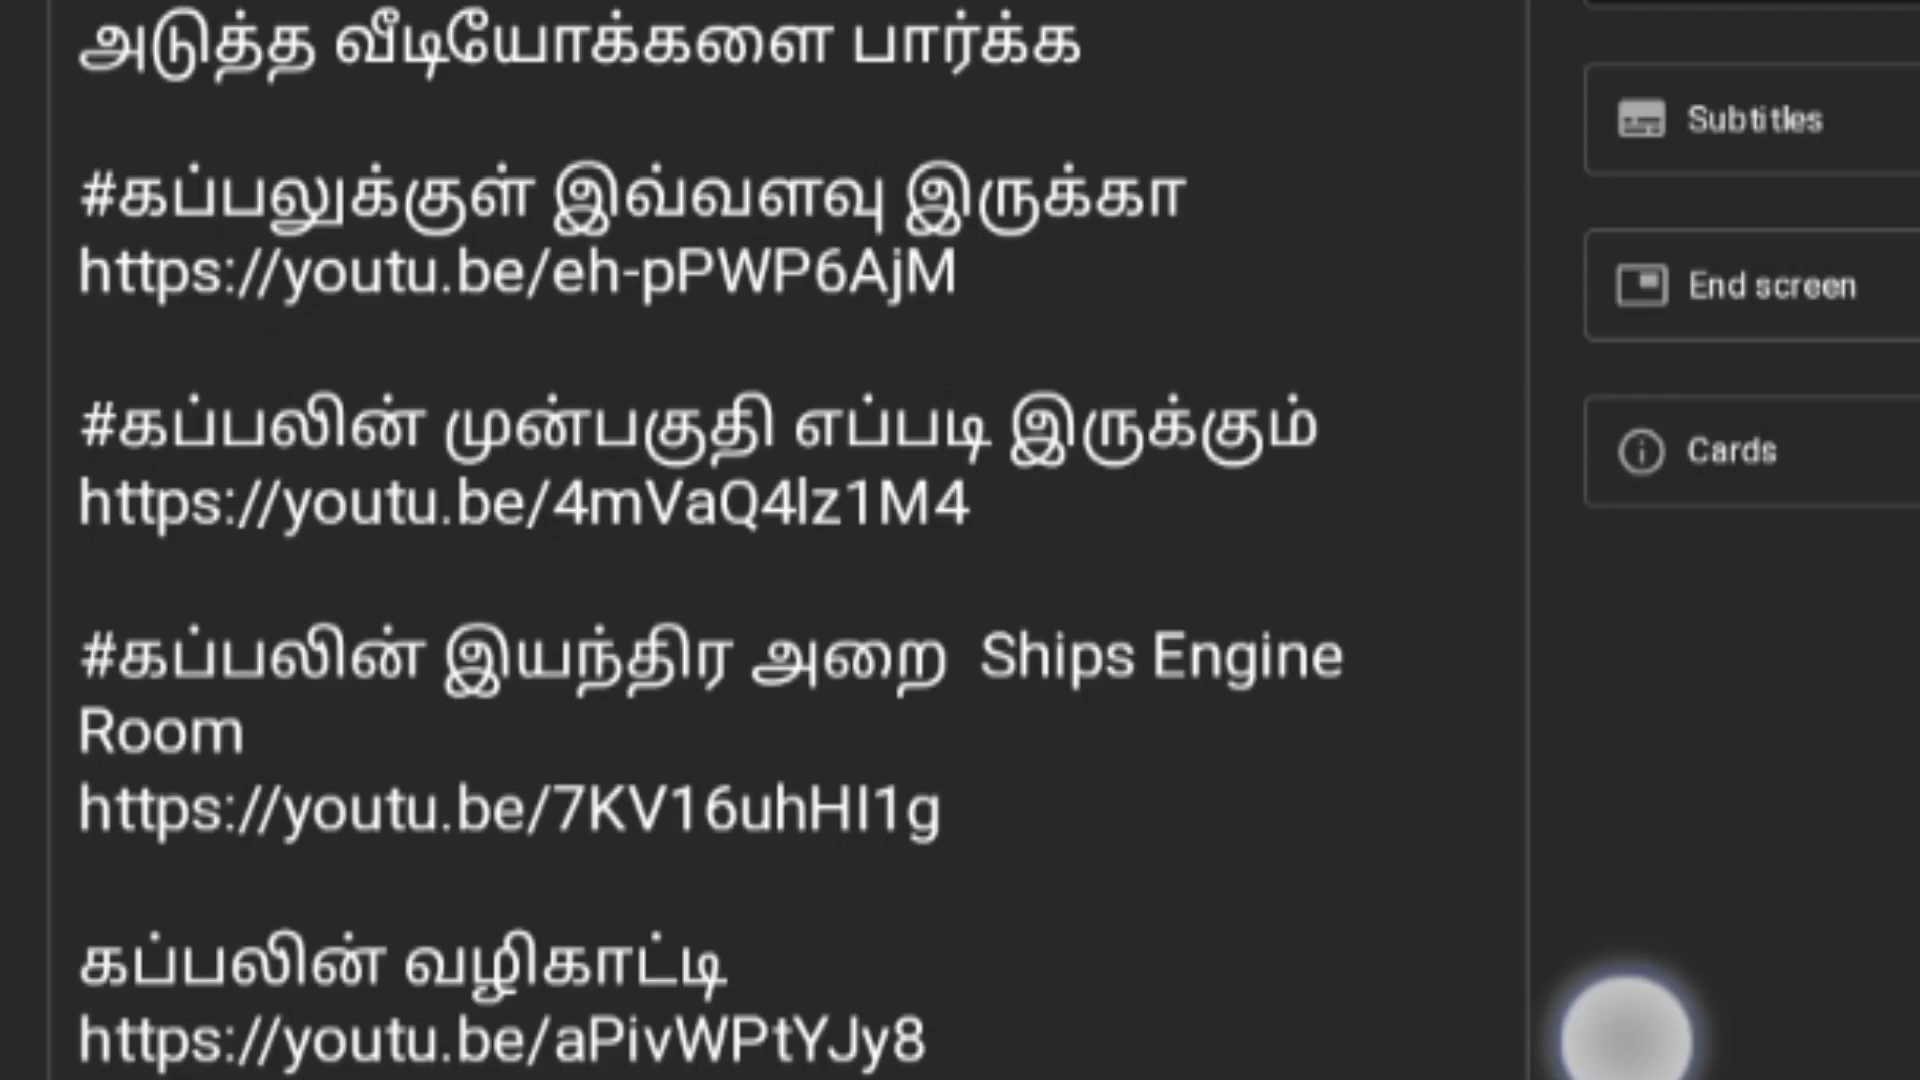 அடுத்த வீடியோக்களை பார்க்க
#கப்பலுக்குள் இவ்வளவு இருக்கா
https://youtu.be/eh-pPWP6AjM
#கப்பலின் முன்பகுதி எப்படி இருக்கும்
https://youtu.be/4mVaQ4lz1M4
#கப்பலின் இயந்திர அறை  Ships Engine
Room
https://youtu.be/7KV16uhHI1g
கப்பலின் வழிகாட்டி
https://youtu.be/aPivWPtYJy8
Subtitles
End screen
Cards